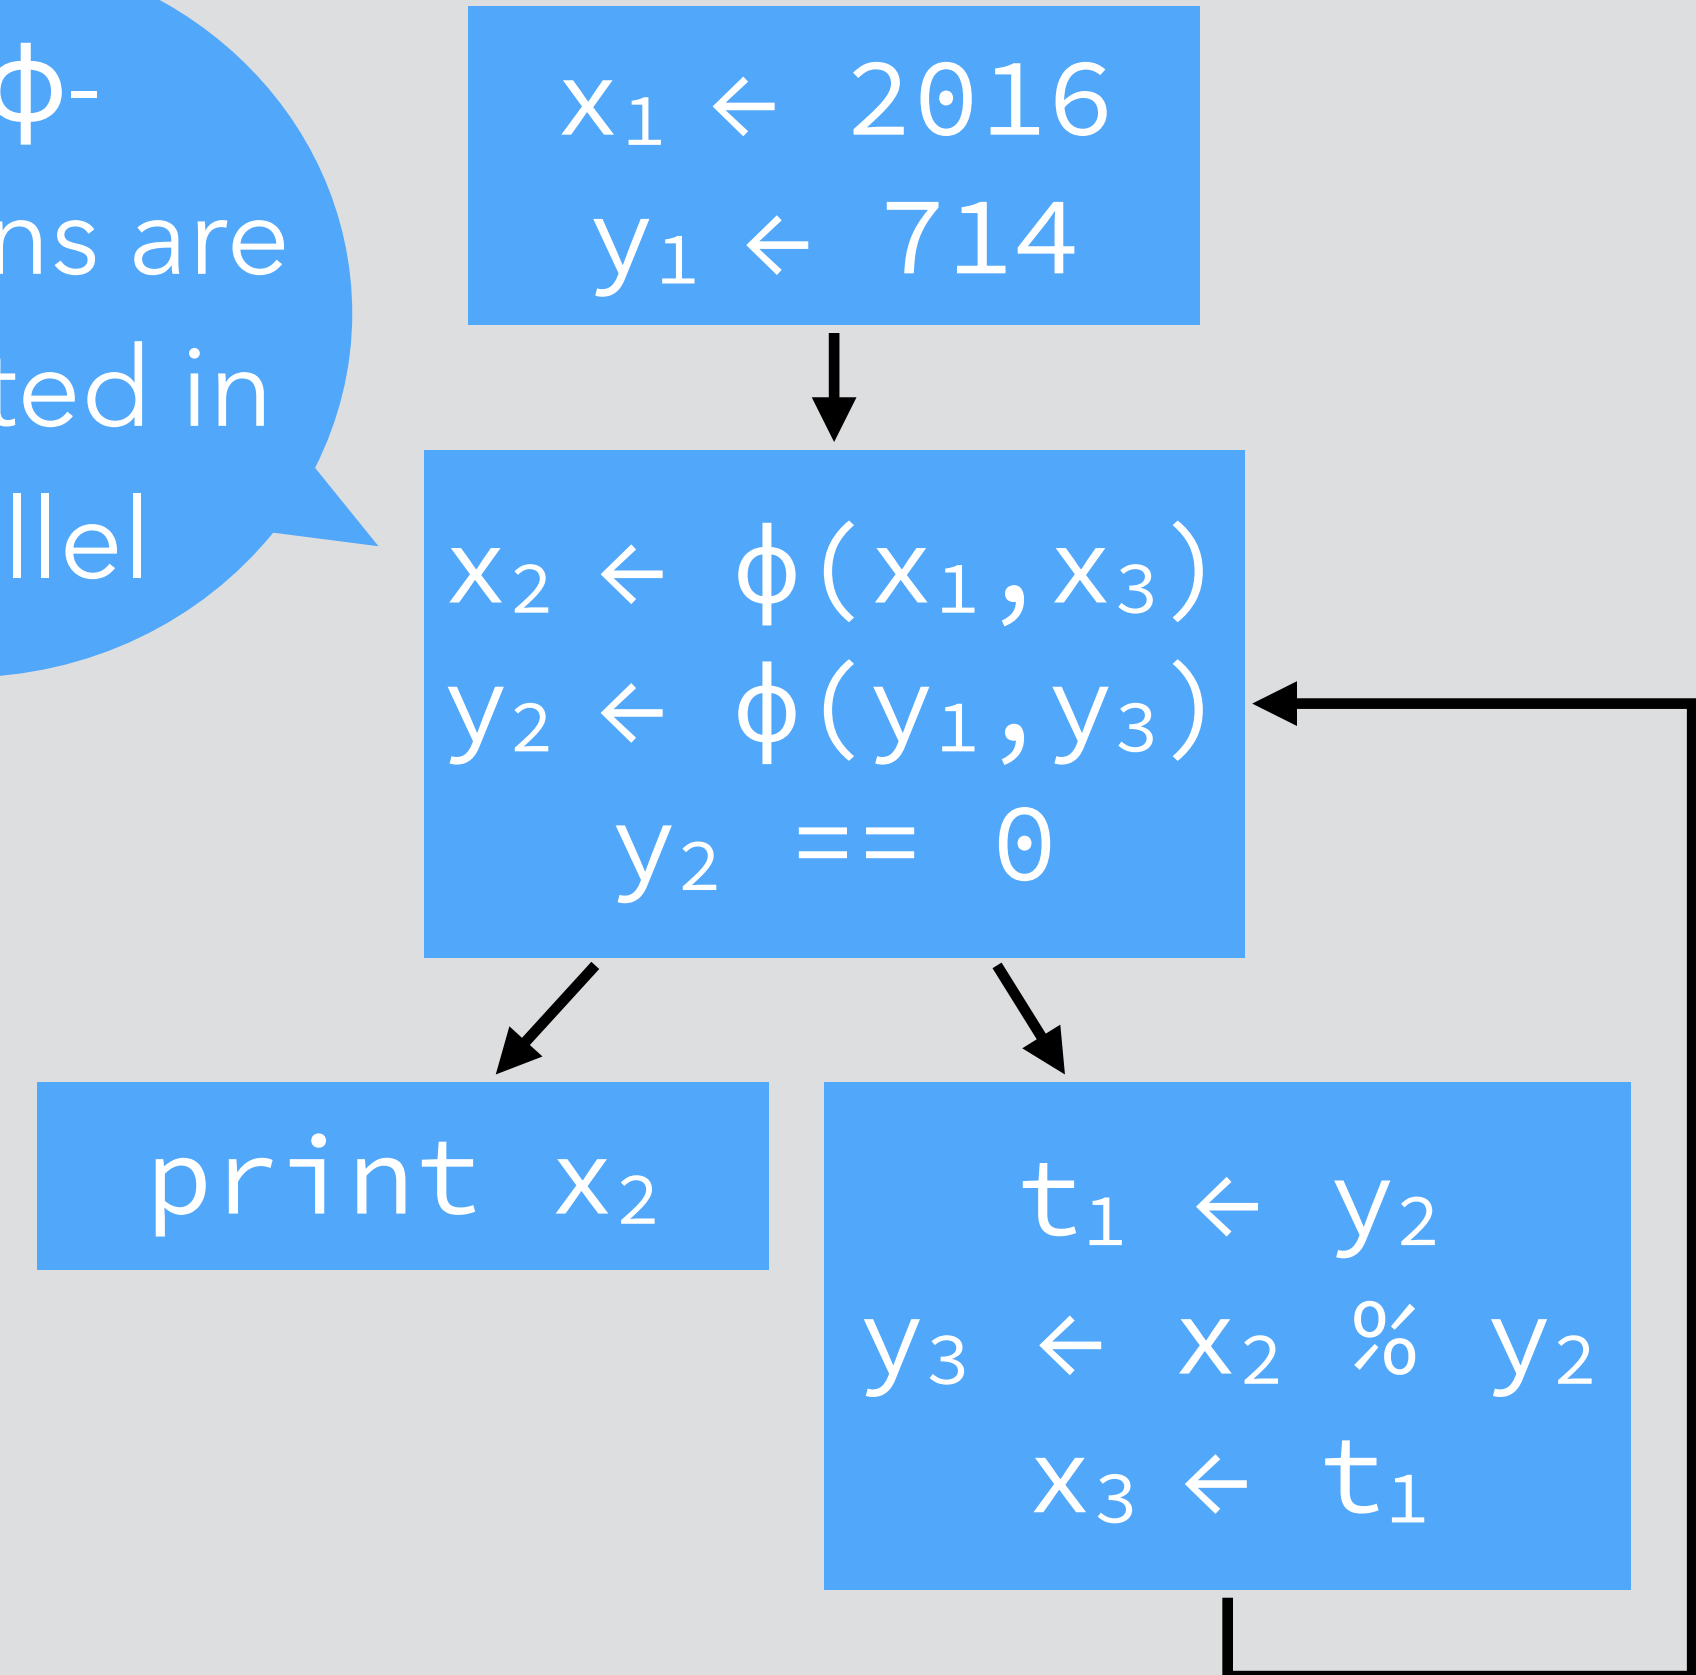 ϕ-
ns are
ted in
llel
x₁ ← 2016
y₁ ← 714
x₂ ← ϕ(x₁,x₃)
y₂ ← ϕ(y₁,y₃)
y₂ == 0
print x₂
t₁ ← y₂
y₃ ← x₂ % y₂
x₃ ← t₁